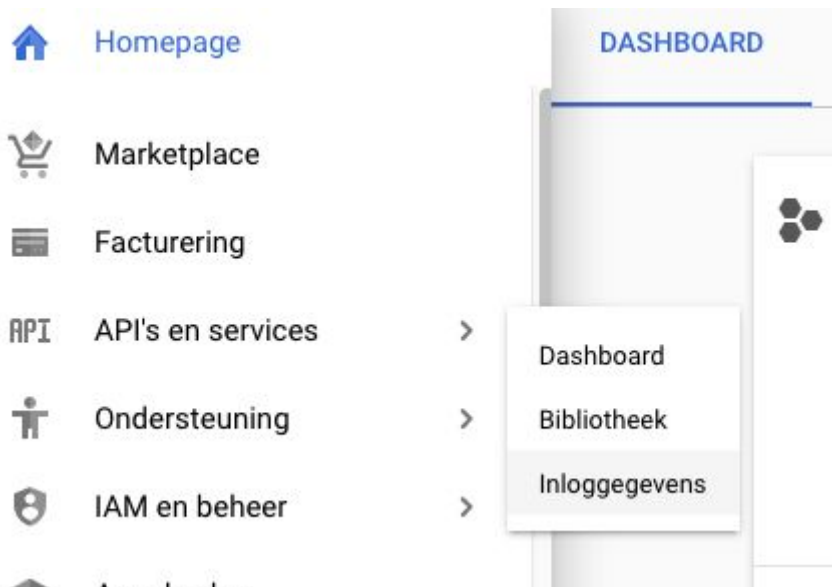 Homepage
DASHBOARD
Marketplace
Facturering
API API's en services
Dashboard
Bibliotheek
Inloggegevens
Ondersteuning
IAM en beheer